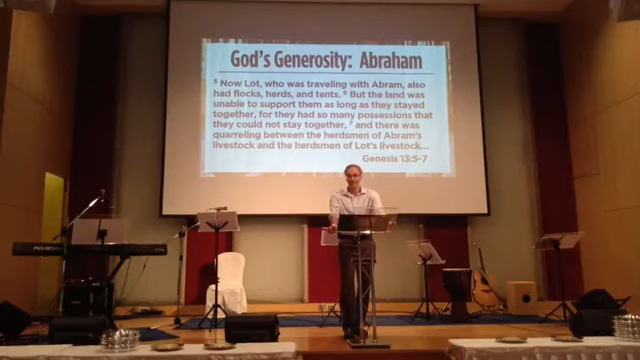 God's Generosity: Abraham
⁵ Now Lot, who was traveling with Abram, also
had flocks, herds, and tents. ⁶ But the land was
unable to support them as long as they stayed
together, for they had so many possessions that
they could not stay together, ⁷ and there was
quarreling between the herdsmen of Abram's
livestock and the herdsmen of Lot's livestock...
Genesis 13:5-7